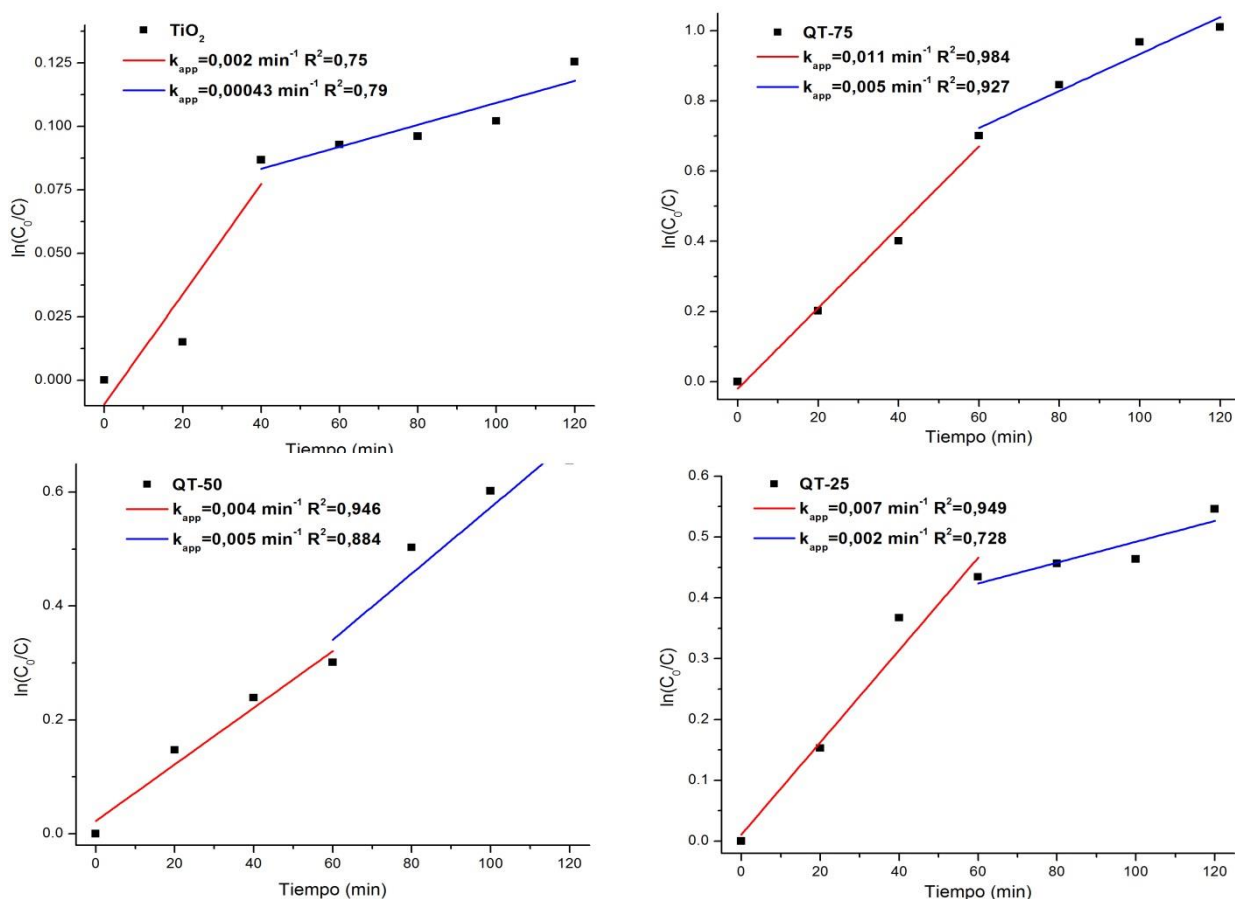 TiO2
kapp=0,002 min-1 R2=0,75
kapp=0,00043 min-1 R2=0,79
ln(C0/C)
0.125
0.100
0.075
0.050
0.025
0.000
0 20 40 60 80 100 120
Tiempo (min)
QT-75
kapp=0,011 min-1 R2=0,984
kapp=0,005 min-1 R2=0,927
ln(C0/C)
1.0
0.8
0.6
0.4
0.2
0.0
0 20 40 60 80 100 120
Tiempo (min)
QT-50
kapp=0,004 min-1 R2=0,946
kapp=0,005 min-1 R2=0,884
ln(C0/C)
0.6
0.4
0.2
0.0
0 20 40 60 80 100 120
Tiempo (min)
QT-25
kapp=0,007 min-1 R2=0,949
kapp=0,002 min-1 R2=0,728
ln(C0/C)
0.6
0.5
0.4
0.3
0.2
0.1
0.0
0 20 40 60 80 100 120
Tiempo (min)